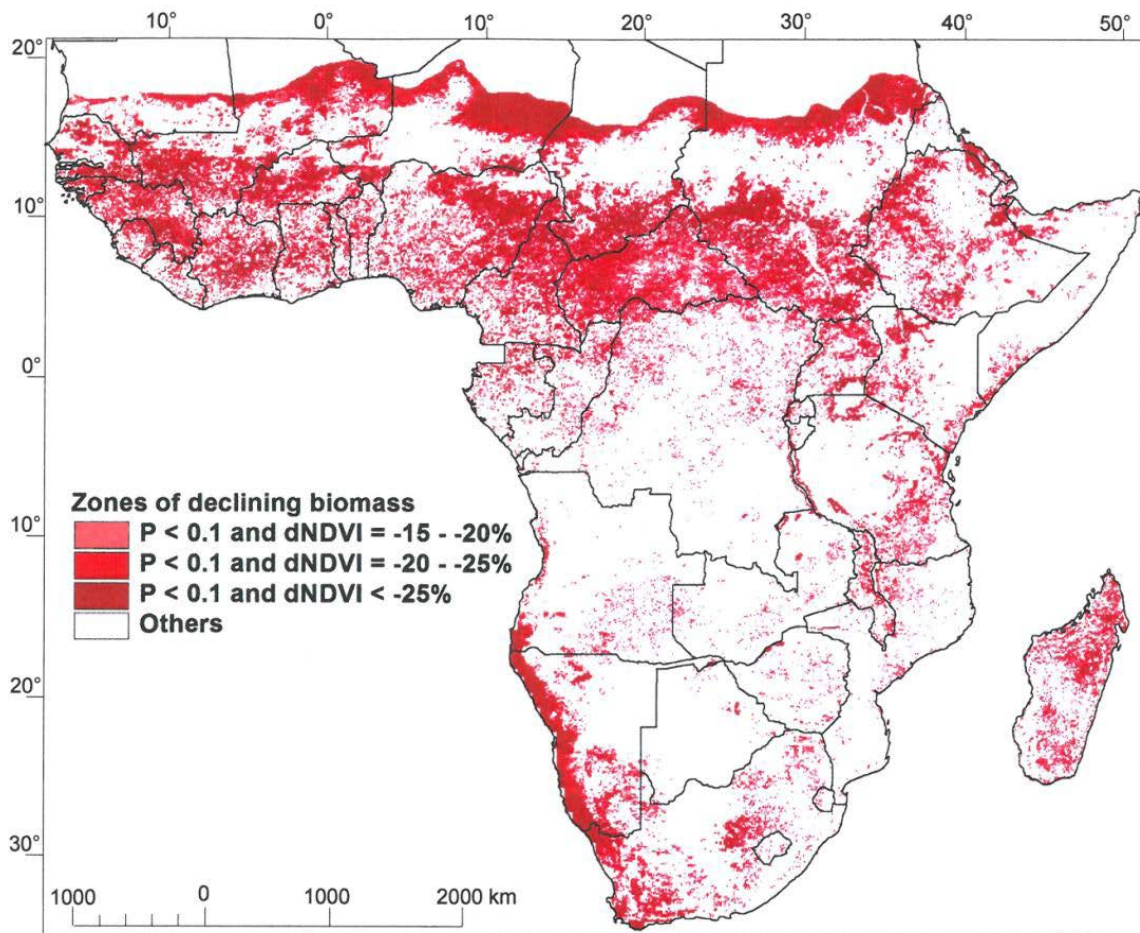 10° 0° 10° 20° 30° 40° 50°
20°
10°
0°
Zones of declining biomass
P < 0.1 and dNDVI = -15 - -20%
10°
P < 0.1 and dNDVI = -20 - -25%
P < 0.1 and dNDVI < -25%
Others
20°
30°
1000 0 1000 2000 km